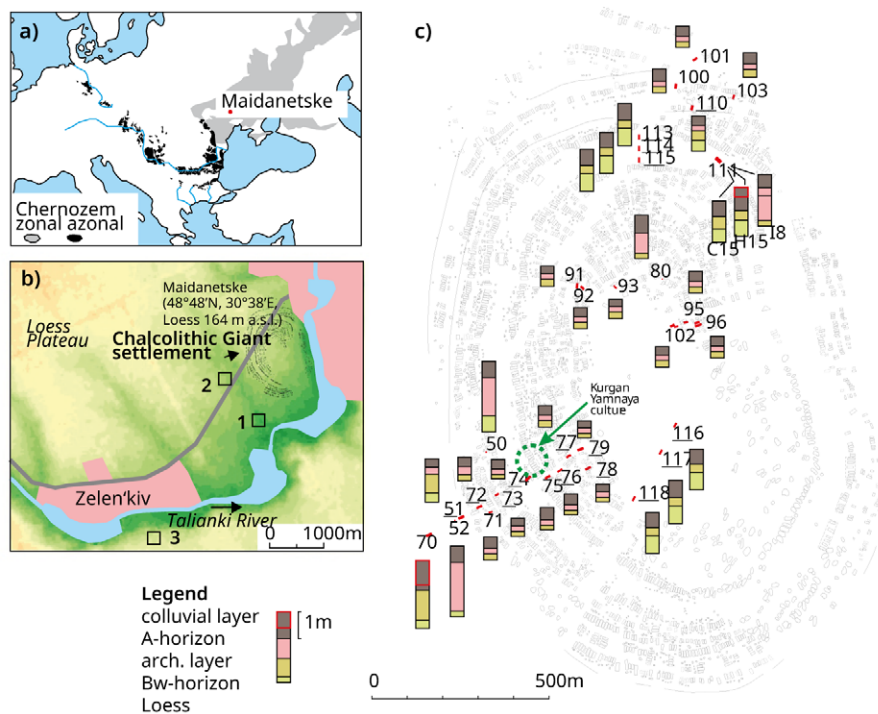 a)
Maidanetske
Chernozem
zonal azonal
b)
Maidanetske
(48°48'N, 30°38'E,
Loess 164 m a.s.l.)
Loess
Plateau
Chalcolithic Giant
settlement
2
1
Zelen'kiv
Talianki River
3
0 1000m
Legend
colluvial layer
A-horizon
arch. layer
Bw-horizon
Loess
1m
c)
101
100
103
110
113
114
115
111
C15
H15
I8
80
91
92
93
95
96
102
Kurgan
Yamnaya
cultue
50
77
79
116
117
118
74
76
78
75
72
73
51
52
71
70
0 500m